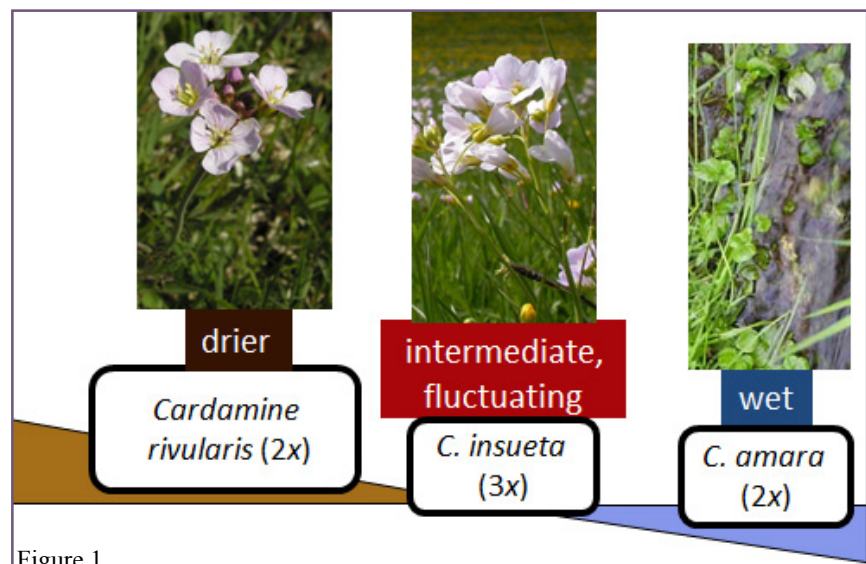 drier
intermediate,
fluctuating
wet
Cardamine
rivularis (2x)
C. insueta
(3x)
C. amara
(2x)
Figure 1